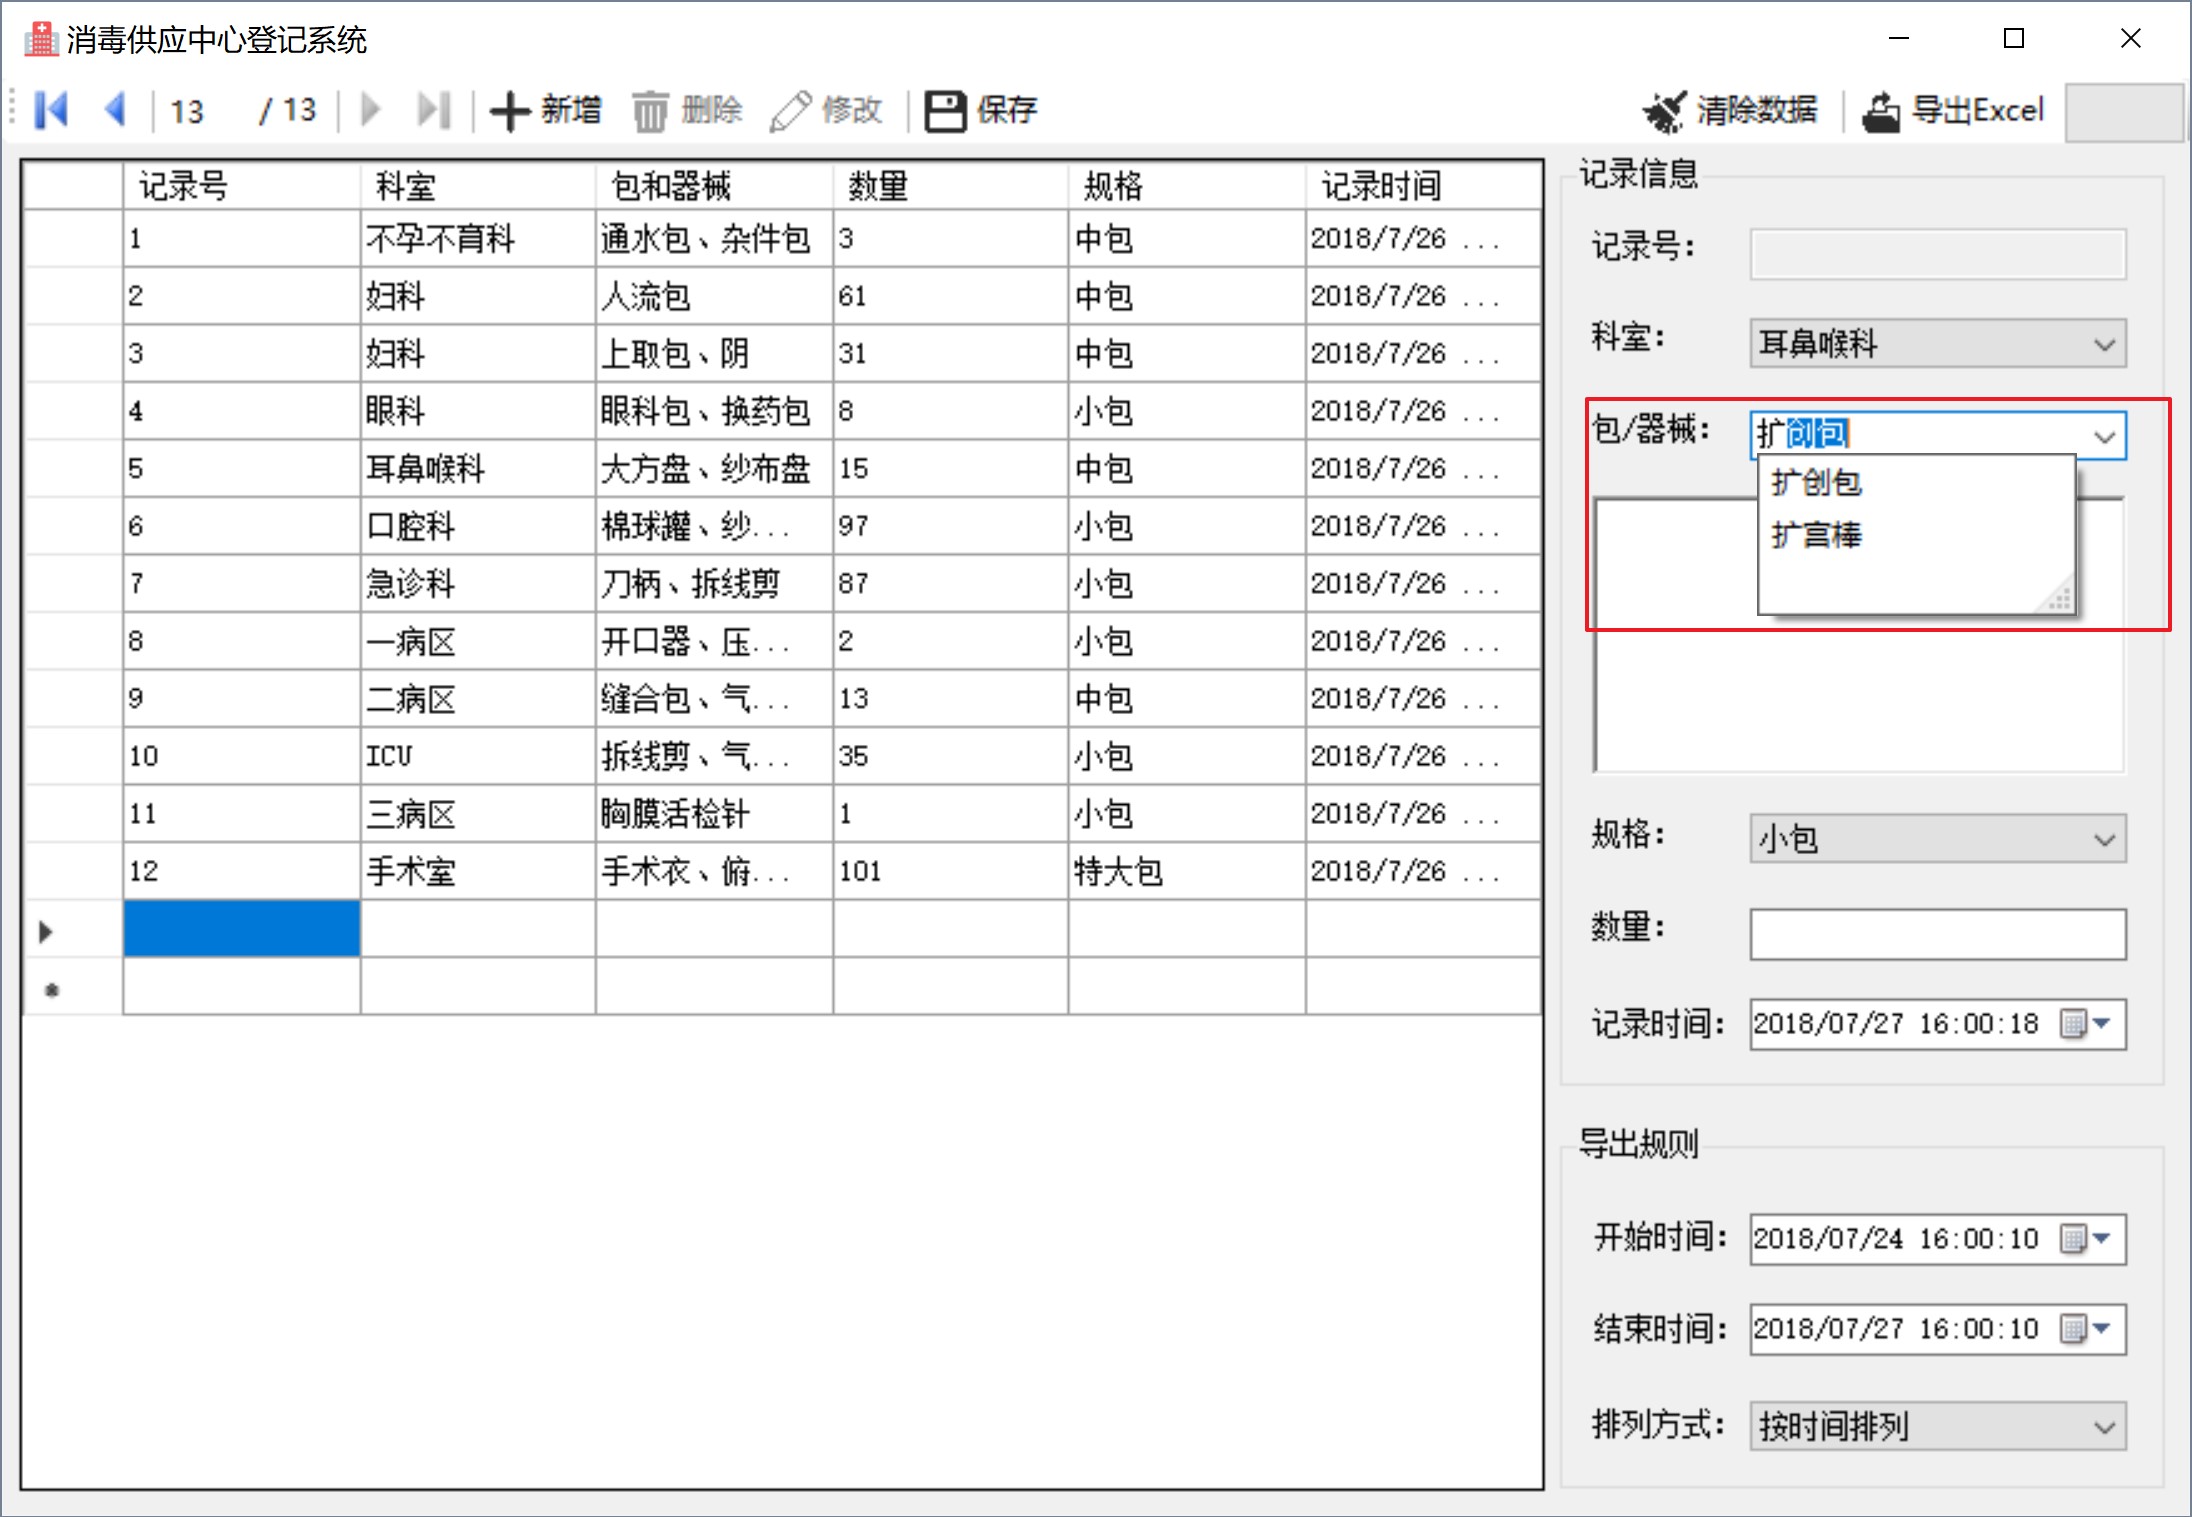 消毒供应中心登记系统
13 / 13 新增 删除 修改 保存 清除数据 导出Excel
记录号 科室 包和器械 数量 规格 记录时间
1 不孕不育科 通水包、杂件包 3 中包 2018/7/26 ...
2 妇科 人流包 61 中包 2018/7/26 ...
3 妇科 上取包、阴 31 中包 2018/7/26 ...
4 眼科 眼科包、换药包 8 小包 2018/7/26 ...
5 耳鼻喉科 大方盘、纱布盘 15 中包 2018/7/26 ...
6 口腔科 棉球罐、纱... 97 小包 2018/7/26 ...
7 急诊科 刀柄、拆线剪 87 小包 2018/7/26 ...
8 一病区 开口器、压... 2 小包 2018/7/26 ...
9 二病区 缝合包、气... 13 中包 2018/7/26 ...
10 ICU 拆线剪、气... 35 小包 2018/7/26 ...
11 三病区 胸膜活检针 1 小包 2018/7/26 ...
12 手术室 手术衣、俯... 101 特大包 2018/7/26 ...
记录信息
记录号：
科室： 耳鼻喉科
包/器械： 扩创包
扩创包
扩宫棒
规格： 小包
数量：
记录时间： 2018/07/27 16:00:18
导出规则
开始时间： 2018/07/24 16:00:10
结束时间： 2018/07/27 16:00:10
排列方式： 按时间排列